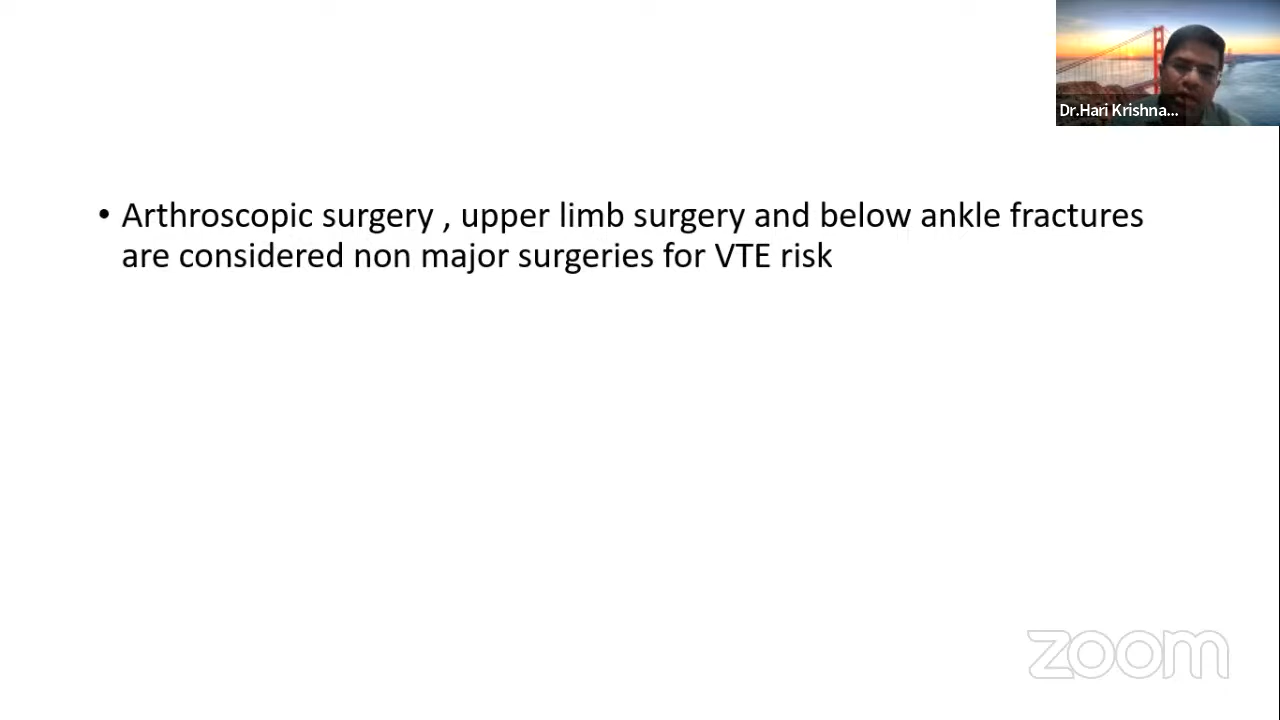 Dr.Hari Krishna...
• Arthroscopic surgery , upper limb surgery and below ankle fractures
are considered non major surgeries for VTE risk
zoom